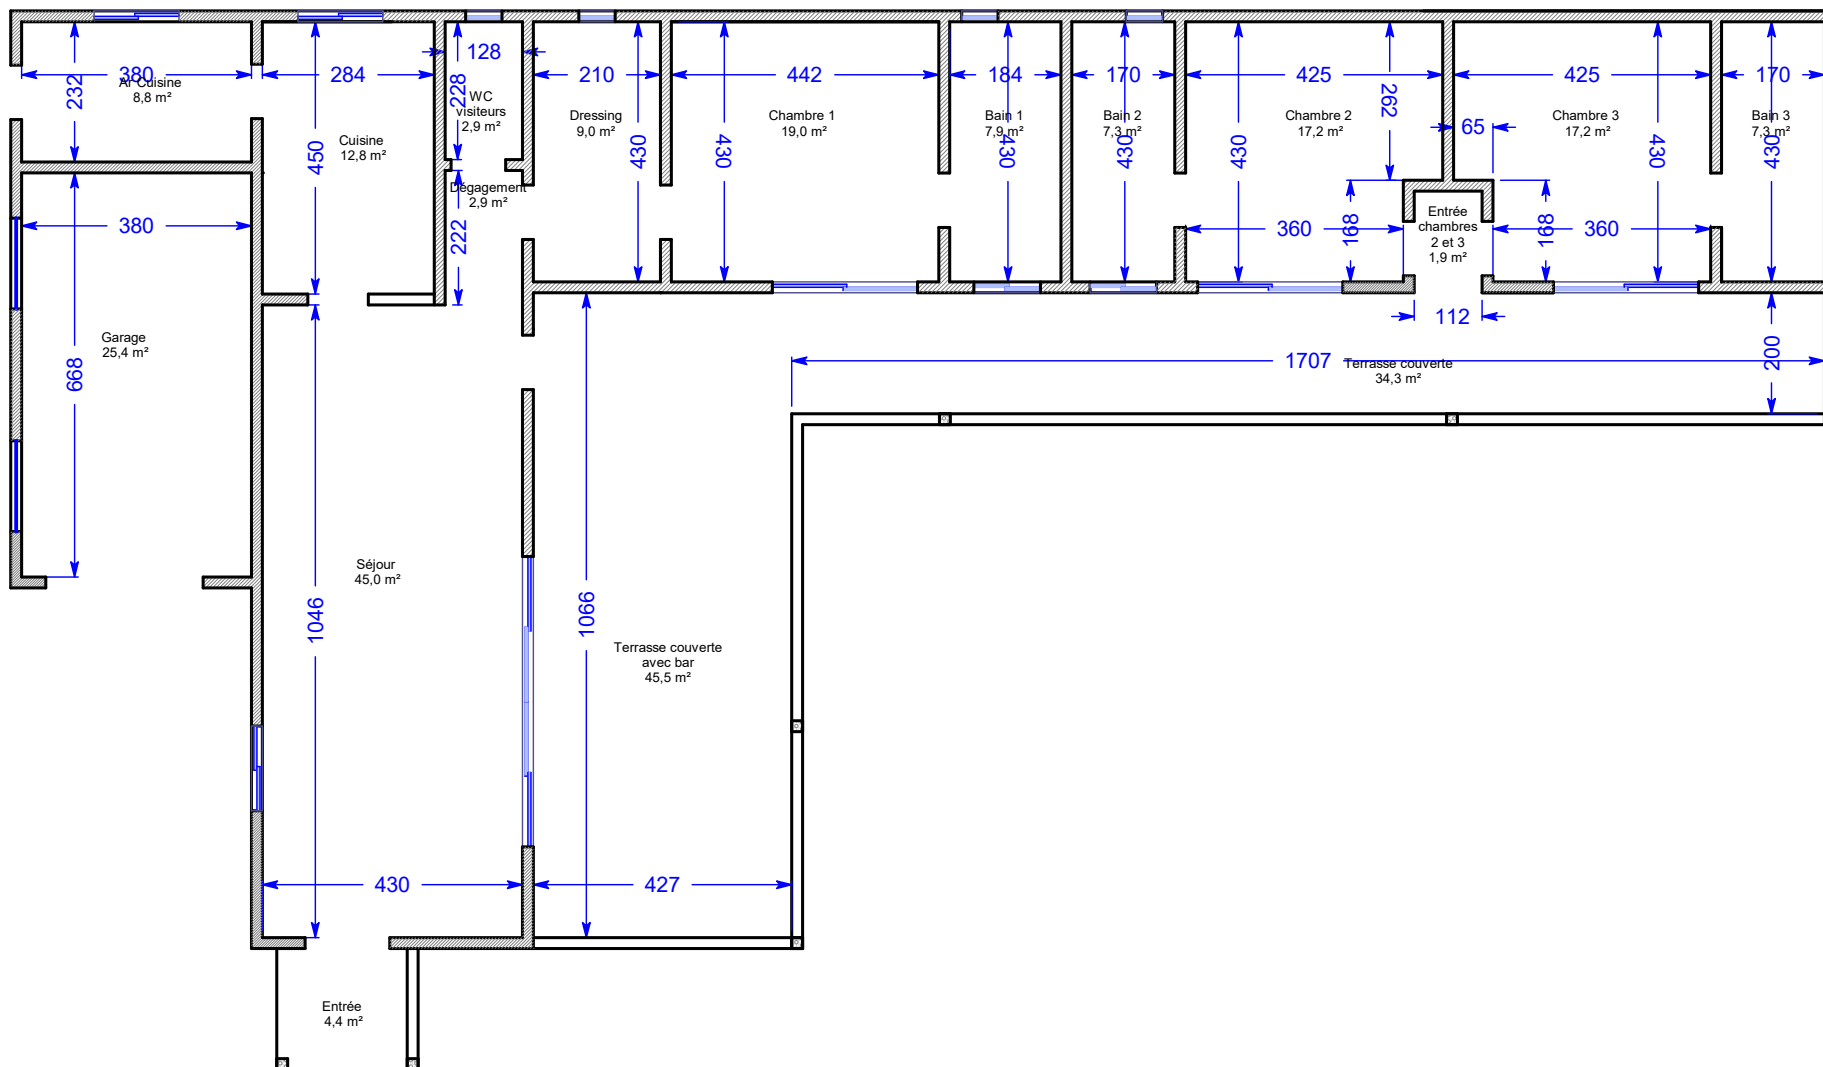 128
380
284
210
442
184
170
425
425
170
232
Ar Cuisine
8,8 m²
228
WC
visiteurs
2,9 m²
262
65
Dressing
9,0 m²
Chambre 1
19,0 m²
Bain 1
7,9 m²
Bain 2
7,3 m²
Chambre 2
17,2 m²
Chambre 3
17,2 m²
Bain 3
7,3 m²
Cuisine
12,8 m²
450
430
430
430
430
430
430
430
Dégagement
2,9 m²
222
380
360
168
Entrée
chambres
2 et 3
1,9 m²
168
360
112
Garage
25,4 m²
668
1707
Terrasse couverte
34,3 m²
200
Séjour
45,0 m²
1046
1066
Terrasse couverte
avec bar
45,5 m²
430
427
Entrée
4,4 m²